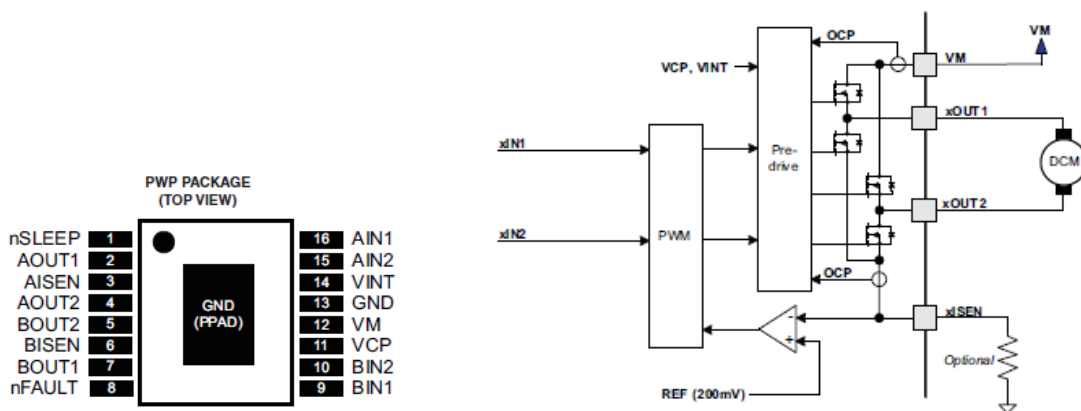 PWP PACKAGE
(TOP VIEW)
nSLEEP 1
AOUT1 2
AISEN 3
AOUT2 4
BOUT2 5
BISEN 6
BOUT1 7
nFAULT 8
GND
(PPAD)
16 AIN1
15 AIN2
14 VINT
13 GND
12 VM
11 VCP
10 BIN2
9 BIN1
OCP
VM
VCP, VINT
VM
xOUT1
xIN1
Pre-
drive
DCM
PWM
xOUT2
xIN2
OCP
xISEN
-
+
Optional
REF (200mV)